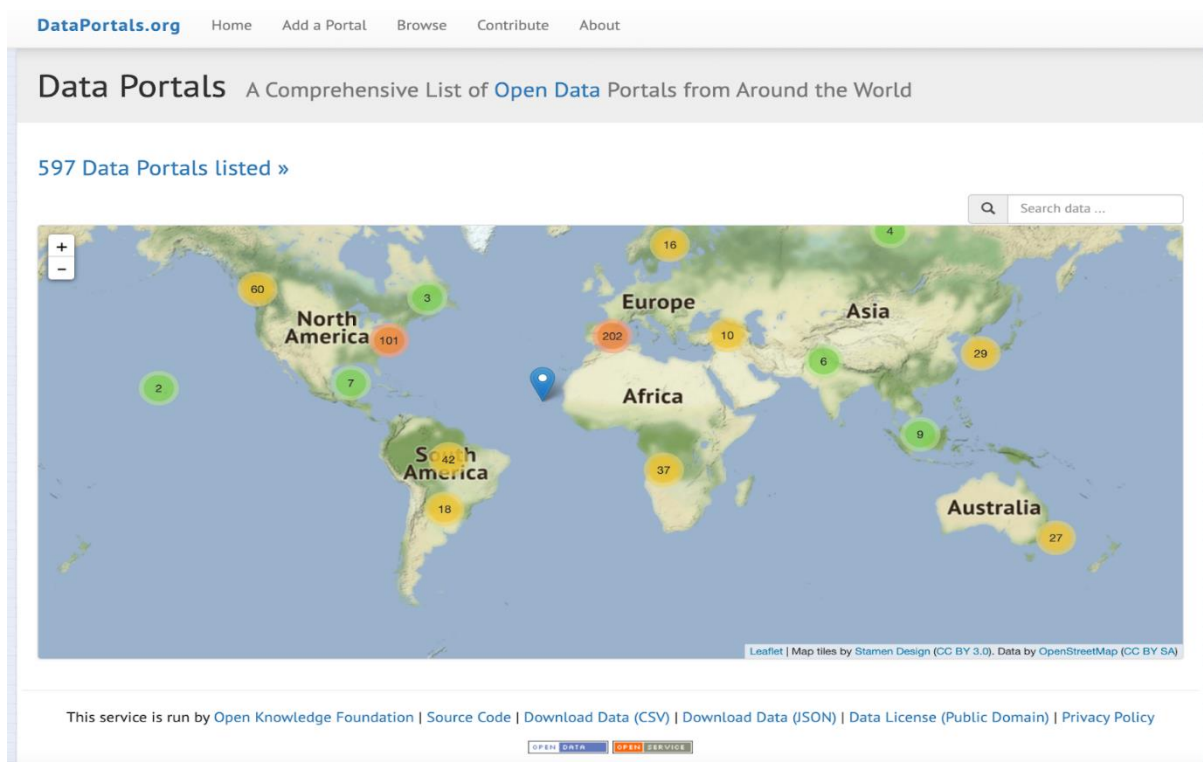 DataPortals.org Home Add a Portal Browse Contribute About
Data Portals A Comprehensive List of Open Data Portals from Around the World
597 Data Portals listed »
Search data ...
+
−
4
16
60
3
Europe
Asia
North
America
101
202
10
29
6
2
7
Africa
9
South
42
America
37
18
Australia
27
Leaflet | Map tiles by Stamen Design (CC BY 3.0). Data by OpenStreetMap (CC BY SA)
This service is run by Open Knowledge Foundation | Source Code | Download Data (CSV) | Download Data (JSON) | Data License (Public Domain) | Privacy Policy
OPEN DATA OPEN SERVICE